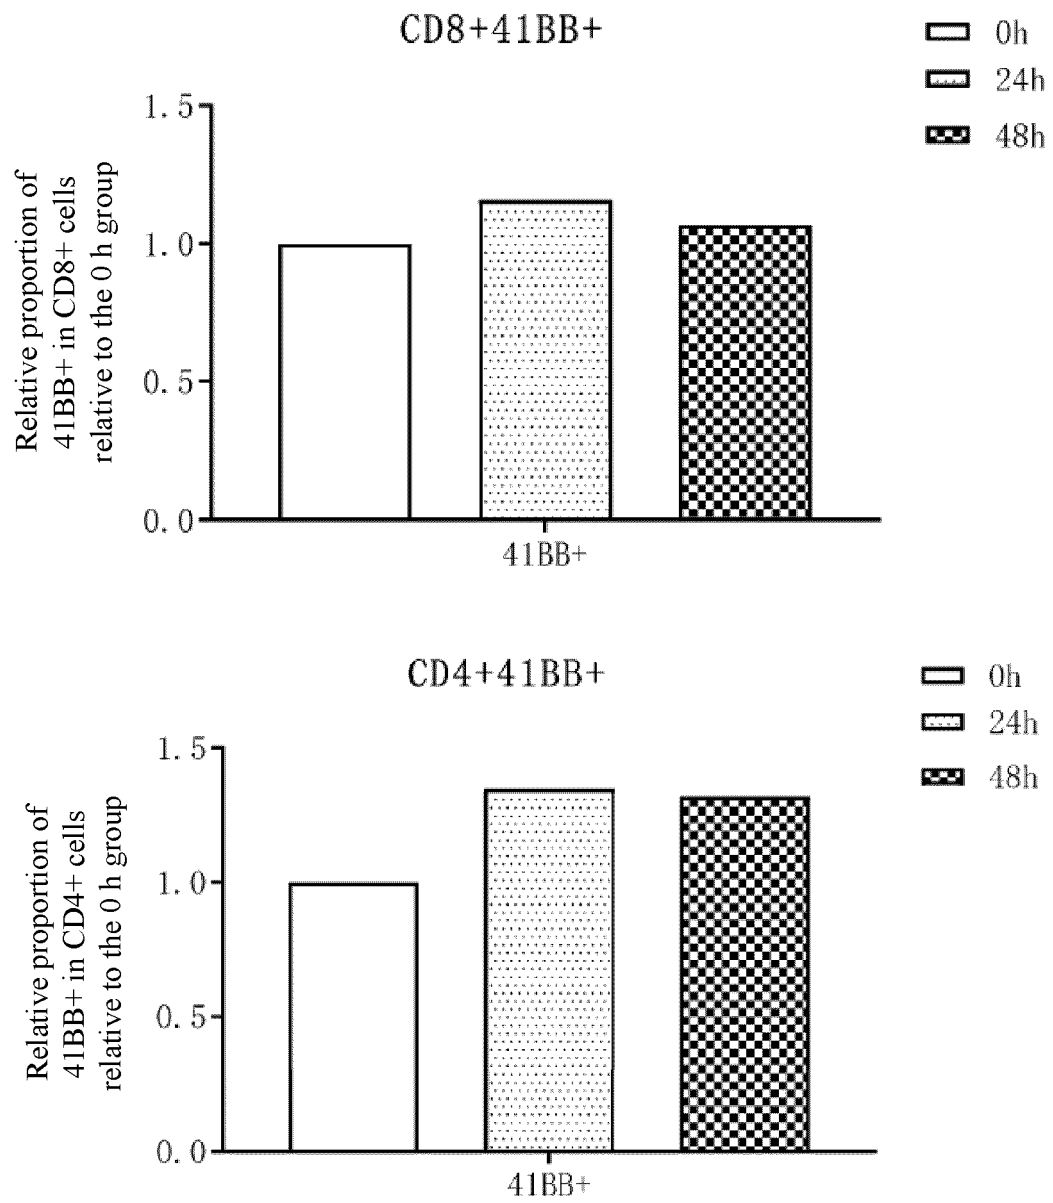 CD8+41BB+
0h
24h
48h
Relative proportion of
41BB+ in CD8+ cells
relative to the 0 h group
1.5
1.0
0.5
0.0
41BB+
CD4+41BB+
0h
24h
48h
Relative proportion of
41BB+ in CD4+ cells
relative to the 0 h group
1.5
1.0
0.5
0.0
41BB+